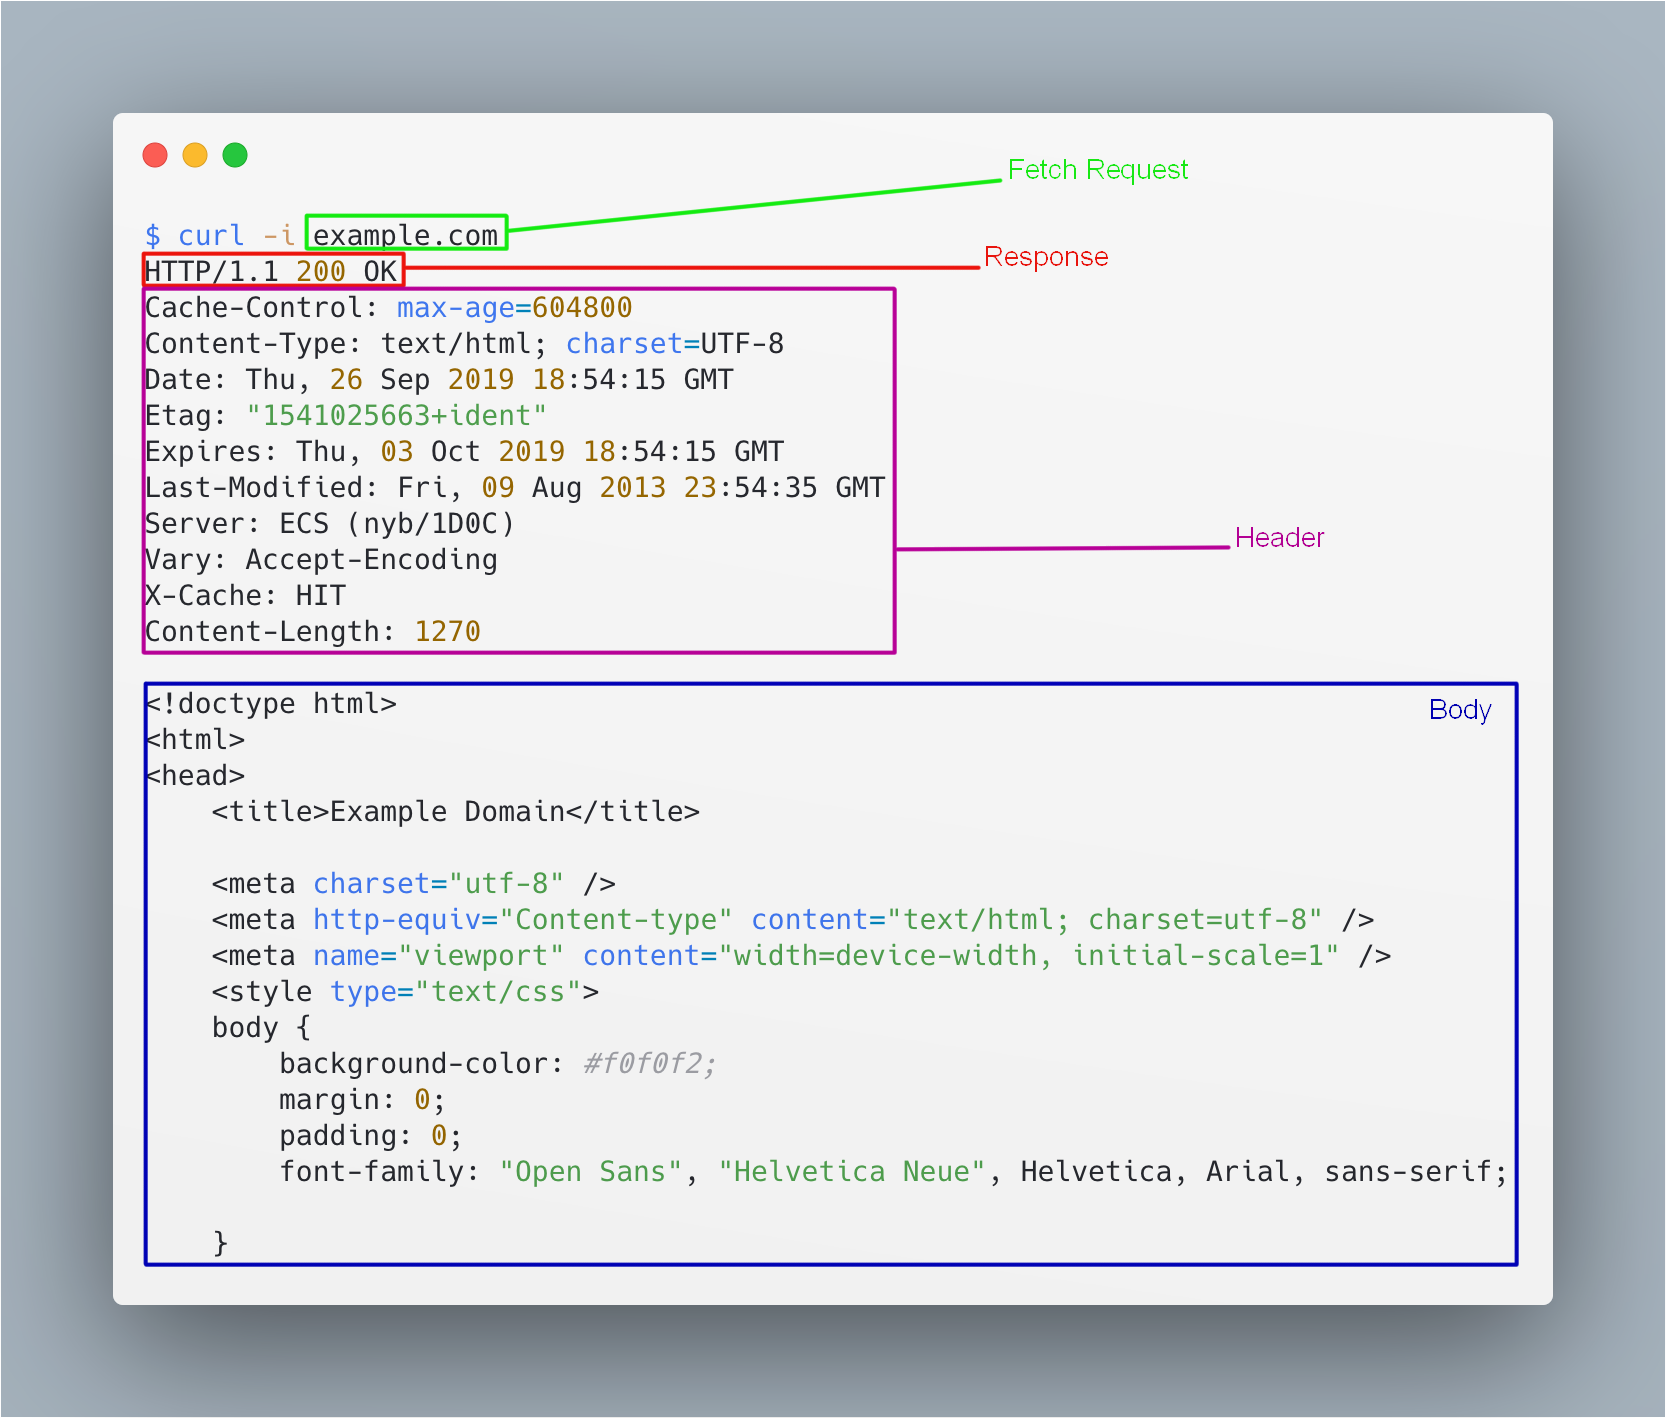 Fetch Request
$ curl -i example.com
Response
HTTP/1.1 200 OK
Cache-Control: max-age=604800
Content-Type: text/html; charset=UTF-8
Date: Thu, 26 Sep 2019 18:54:15 GMT
Etag: "1541025663+ident"
Expires: Thu, 03 Oct 2019 18:54:15 GMT
Last-Modified: Fri, 09 Aug 2013 23:54:35 GMT
Server: ECS (nyb/1D0C)
Header
Vary: Accept-Encoding
X-Cache: HIT
Content-Length: 1270
<!doctype html>
Body
<html>
<head>
    <title>Example Domain</title>
    <meta charset="utf-8" />
    <meta http-equiv="Content-type" content="text/html; charset=utf-8" />
    <meta name="viewport" content="width=device-width, initial-scale=1" />
    <style type="text/css">
    body {
        background-color: #f0f0f2;
        margin: 0;
        padding: 0;
        font-family: "Open Sans", "Helvetica Neue", Helvetica, Arial, sans-serif;
    }